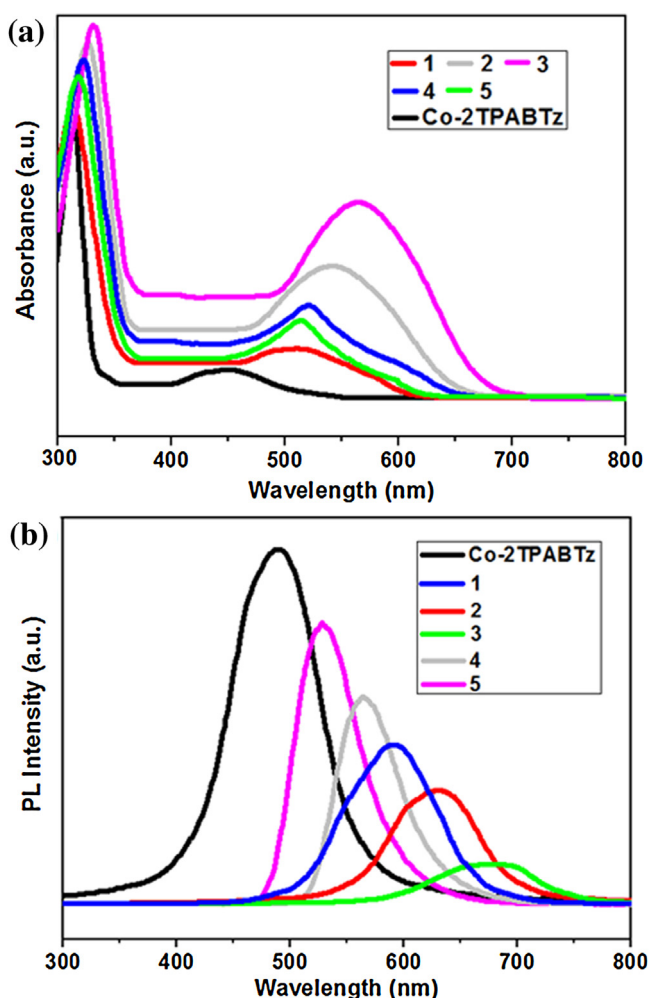 (a)
1 2 3
4 5
Co-2TPABTz
Absorbance (a.u.)
300 400 500 600 700 800
Wavelength (nm)
(b)
Co-2TPABTz
1
2
3
4
5
PL Intensity (a.u.)
300 400 500 600 700 800
Wavelength (nm)